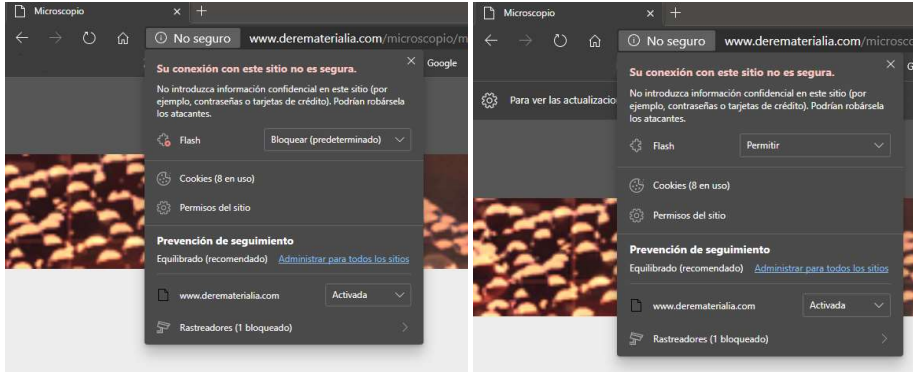 Microscopio
No seguro www.derematerialia.com/microscopio/m
Google
Su conexión con este sitio no es segura.
No introduzca información confidencial en este sitio (por
ejemplo, contraseñas o tarjetas de crédito). Podrían robársela
los atacantes.
Flash Bloquear (predeterminado)
Cookies (8 en uso)
Permisos del sitio
Prevención de seguimiento
Equilibrado (recomendado) Administrar para todos los sitios
www.derematerialia.com Activada
Rastreadores (1 bloqueado)
Microscopio
No seguro www.derematerialia.com/microsco
G
Para ver las actualizacio
Su conexión con este sitio no es segura.
No introduzca información confidencial en este sitio (por
ejemplo, contraseñas o tarjetas de crédito). Podrían robársela
los atacantes.
Flash Permitir
Cookies (8 en uso)
Permisos del sitio
Prevención de seguimiento
Equilibrado (recomendado) Administrar para todos los sitios
www.derematerialia.com Activada
Rastreadores (1 bloqueado)